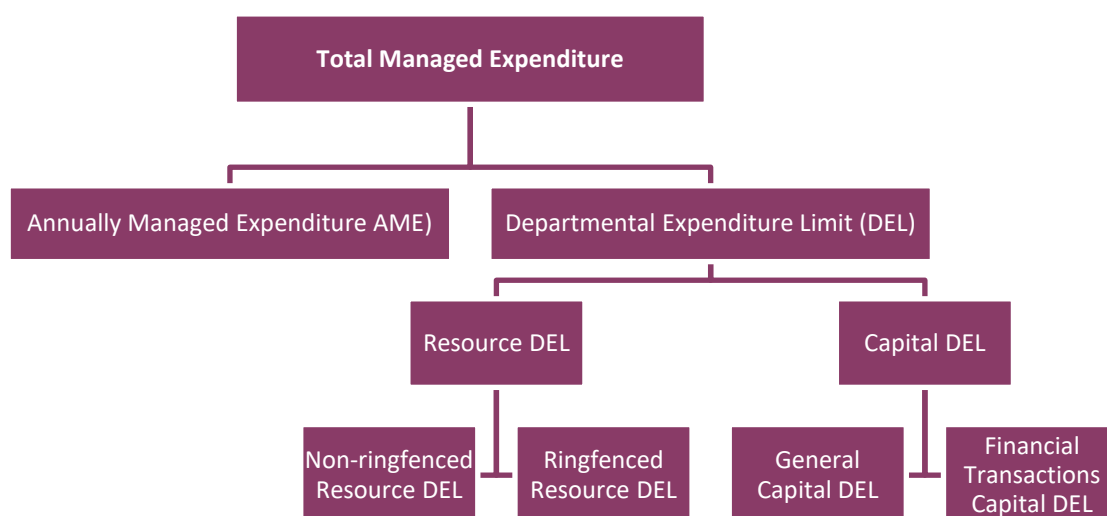 Total Managed Expenditure
Annually Managed Expenditure AME)
Departmental Expenditure Limit (DEL)
Resource DEL
Capital DEL
Non-ringfenced
Resource DEL
Ringfenced
Resource DEL
General
Capital DEL
Financial
Transactions
Capital DEL